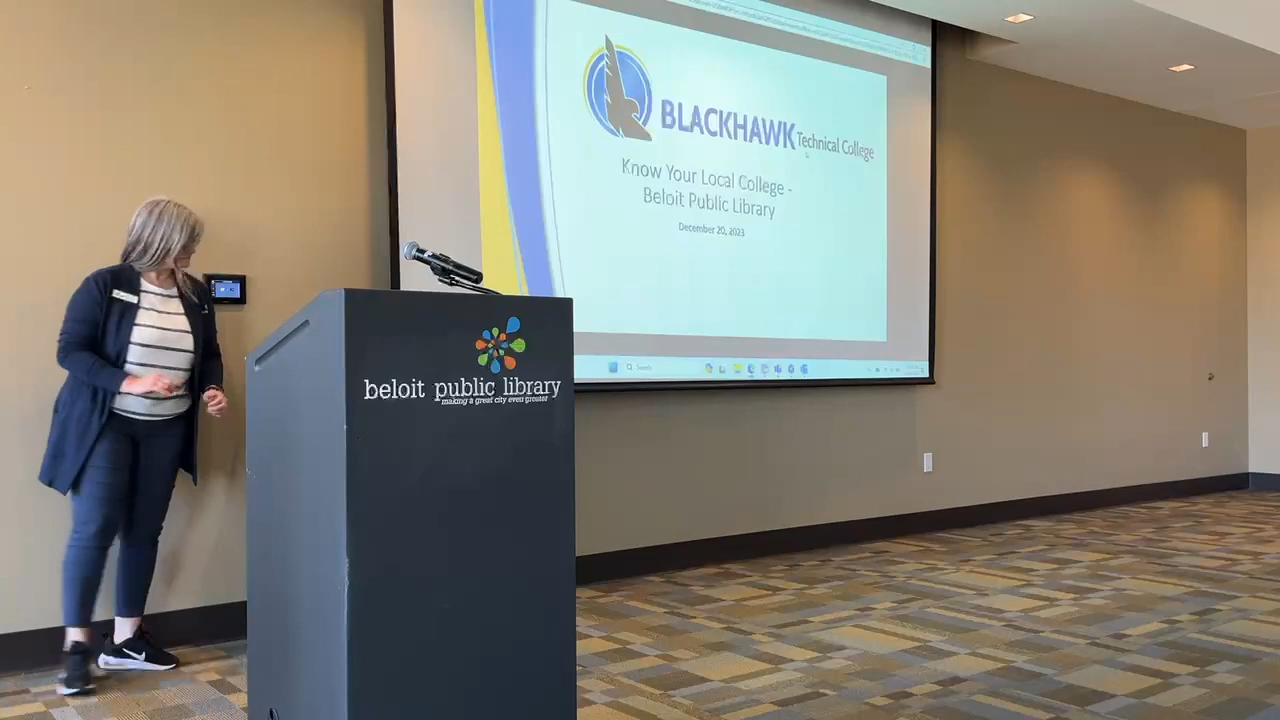 BLACKHAWK Technical College
Know Your Local College -
Beloit Public Library
December 20, 2023
Search
beloit public library
making a great city even greater